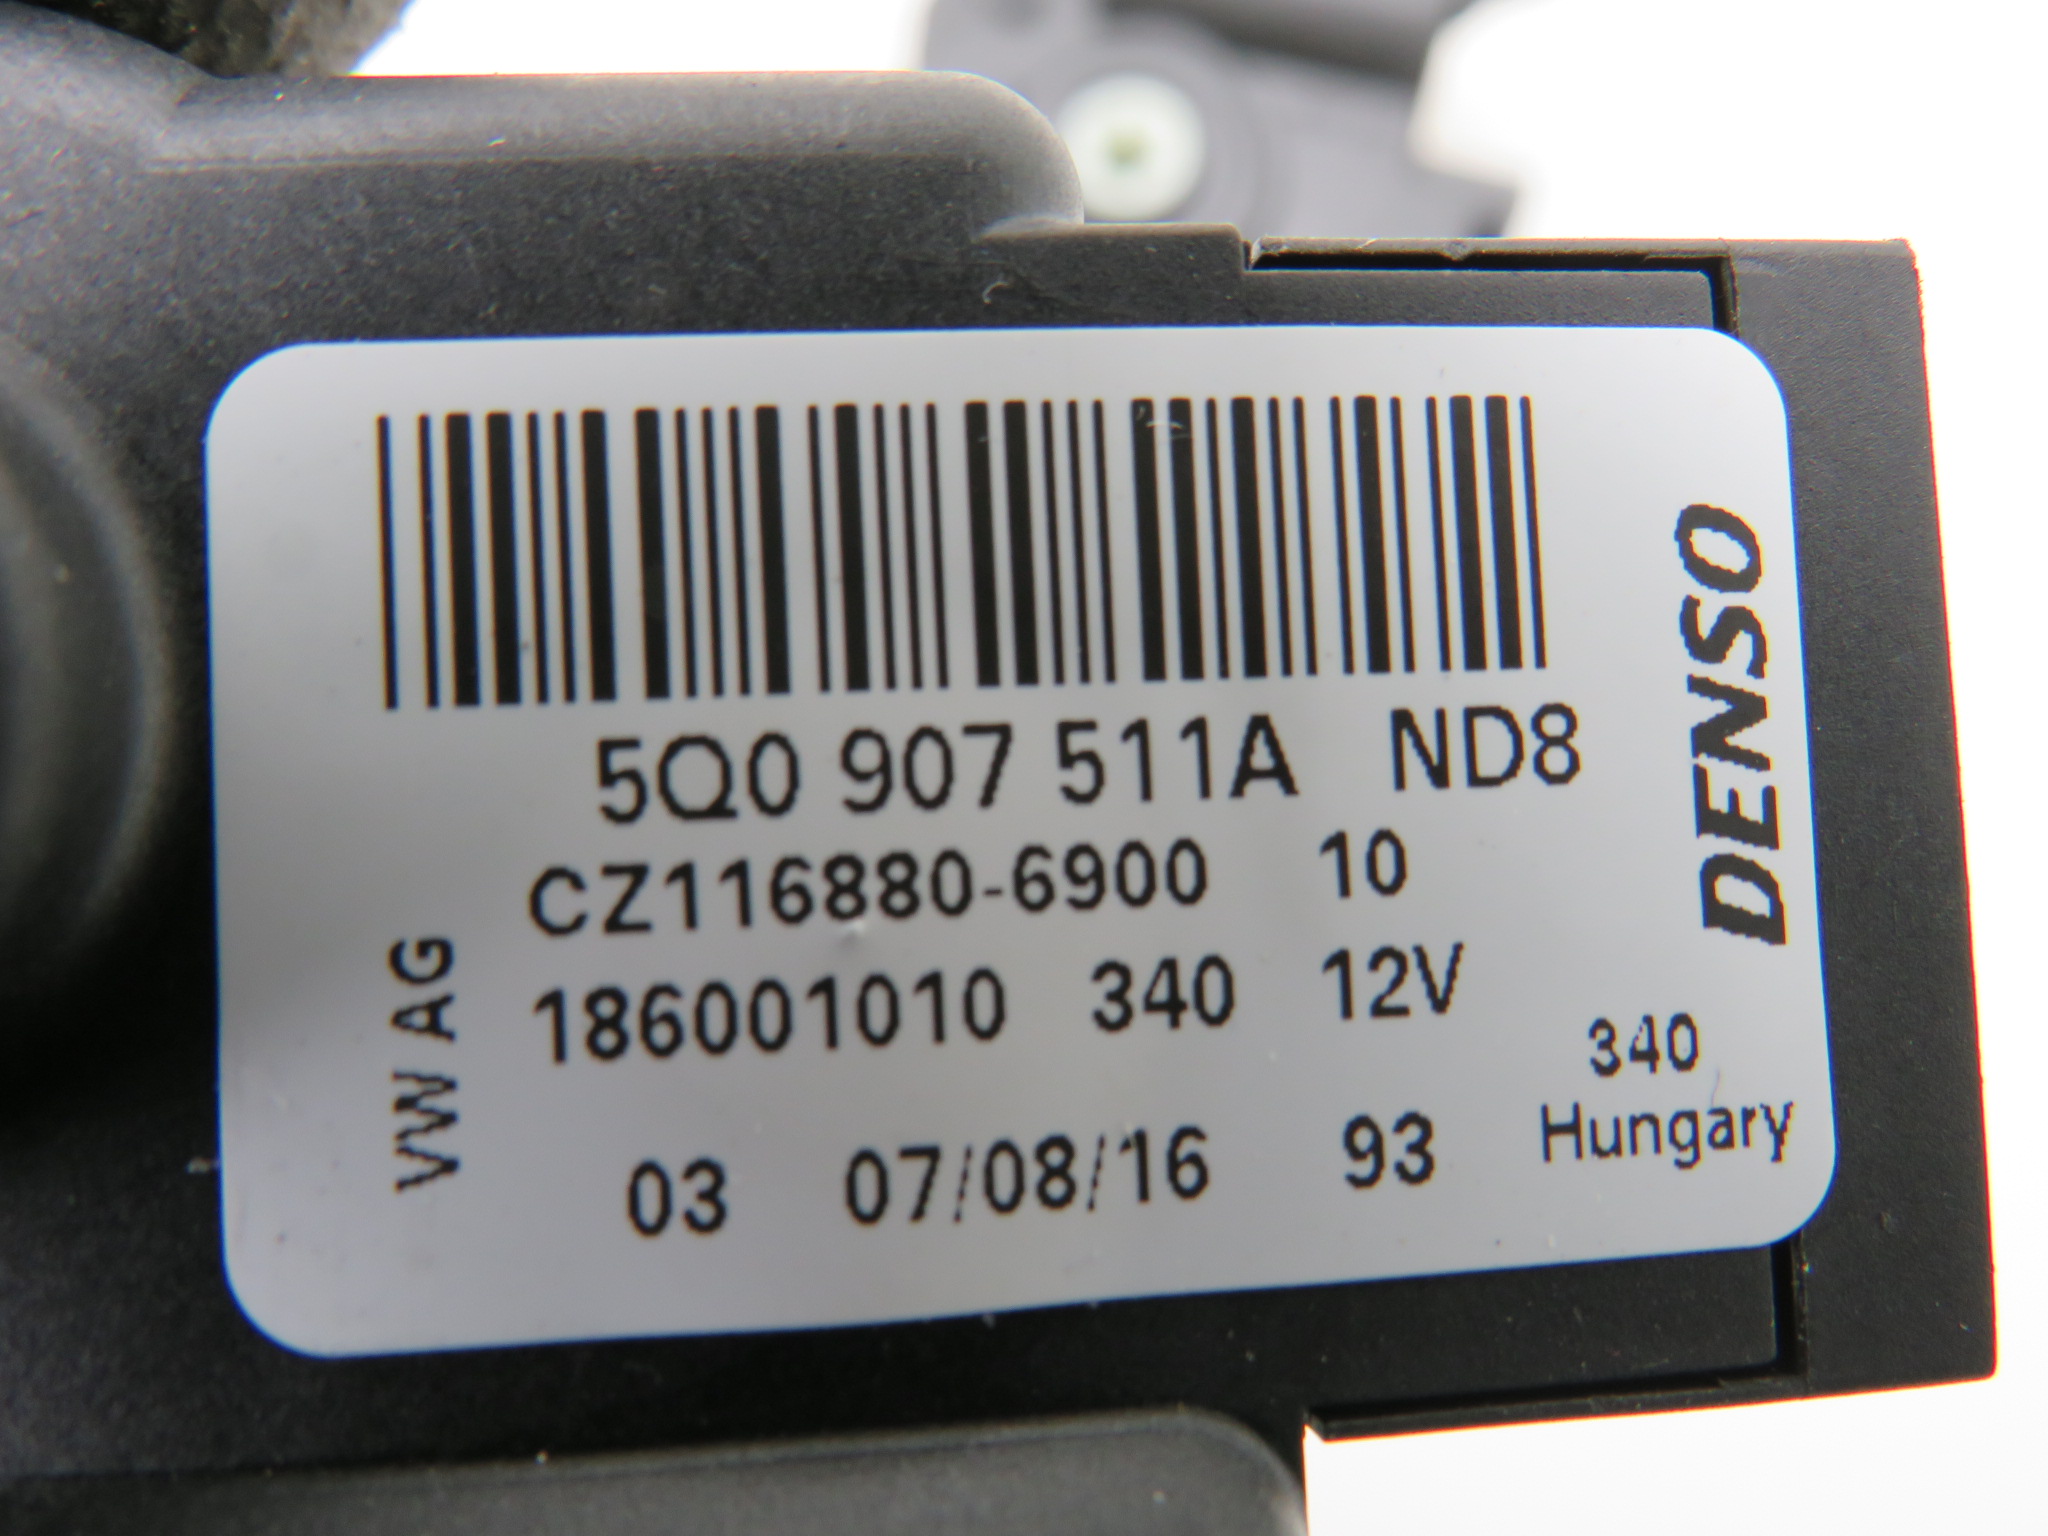 5Q0 907 511A ND8
CZ116880-6900 10
186001010 340 12V
03 07/08/16 93
VW AG
DENSO
340
Hungary